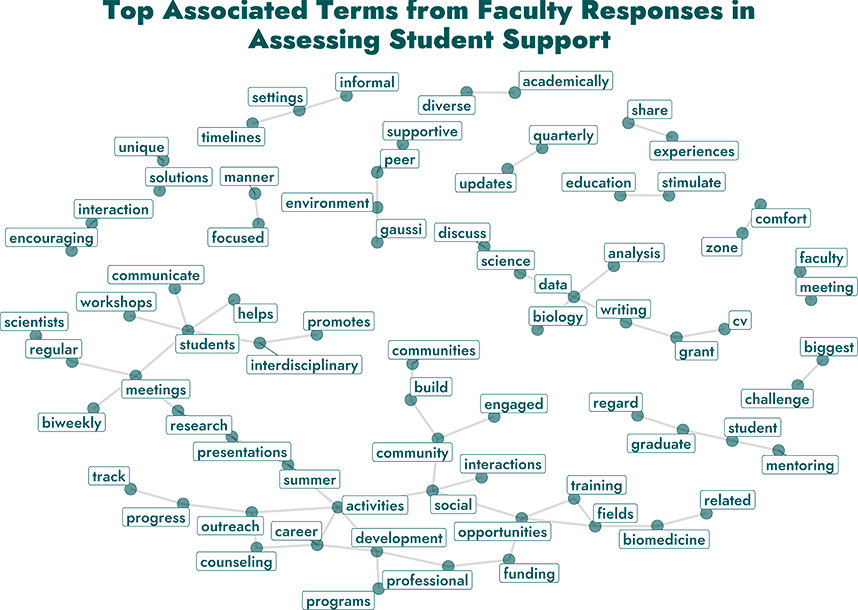 Top Associated Terms from Faculty Responses in
Assessing Student Support
informal
settings
timelines
academically
diverse
share
experiences
supportive
peer
environment
gaussi
quarterly
updates
unique
solutions
manner
focused
interaction
encouraging
education
stimulate
comfort
zone
faculty
meeting
discuss
science
data
analysis
biology
writing
cv
grant
communicate
workshops
helps
students
promotes
interdisciplinary
scientists
regular
meetings
biweekly
research
presentations
summer
communities
build
engaged
community
interactions
biggest
challenge
regard
graduate
student
mentoring
track
progress
outreach
counseling
career
activities
social
development
opportunities
training
fields
related
biomedicine
funding
professional
programs